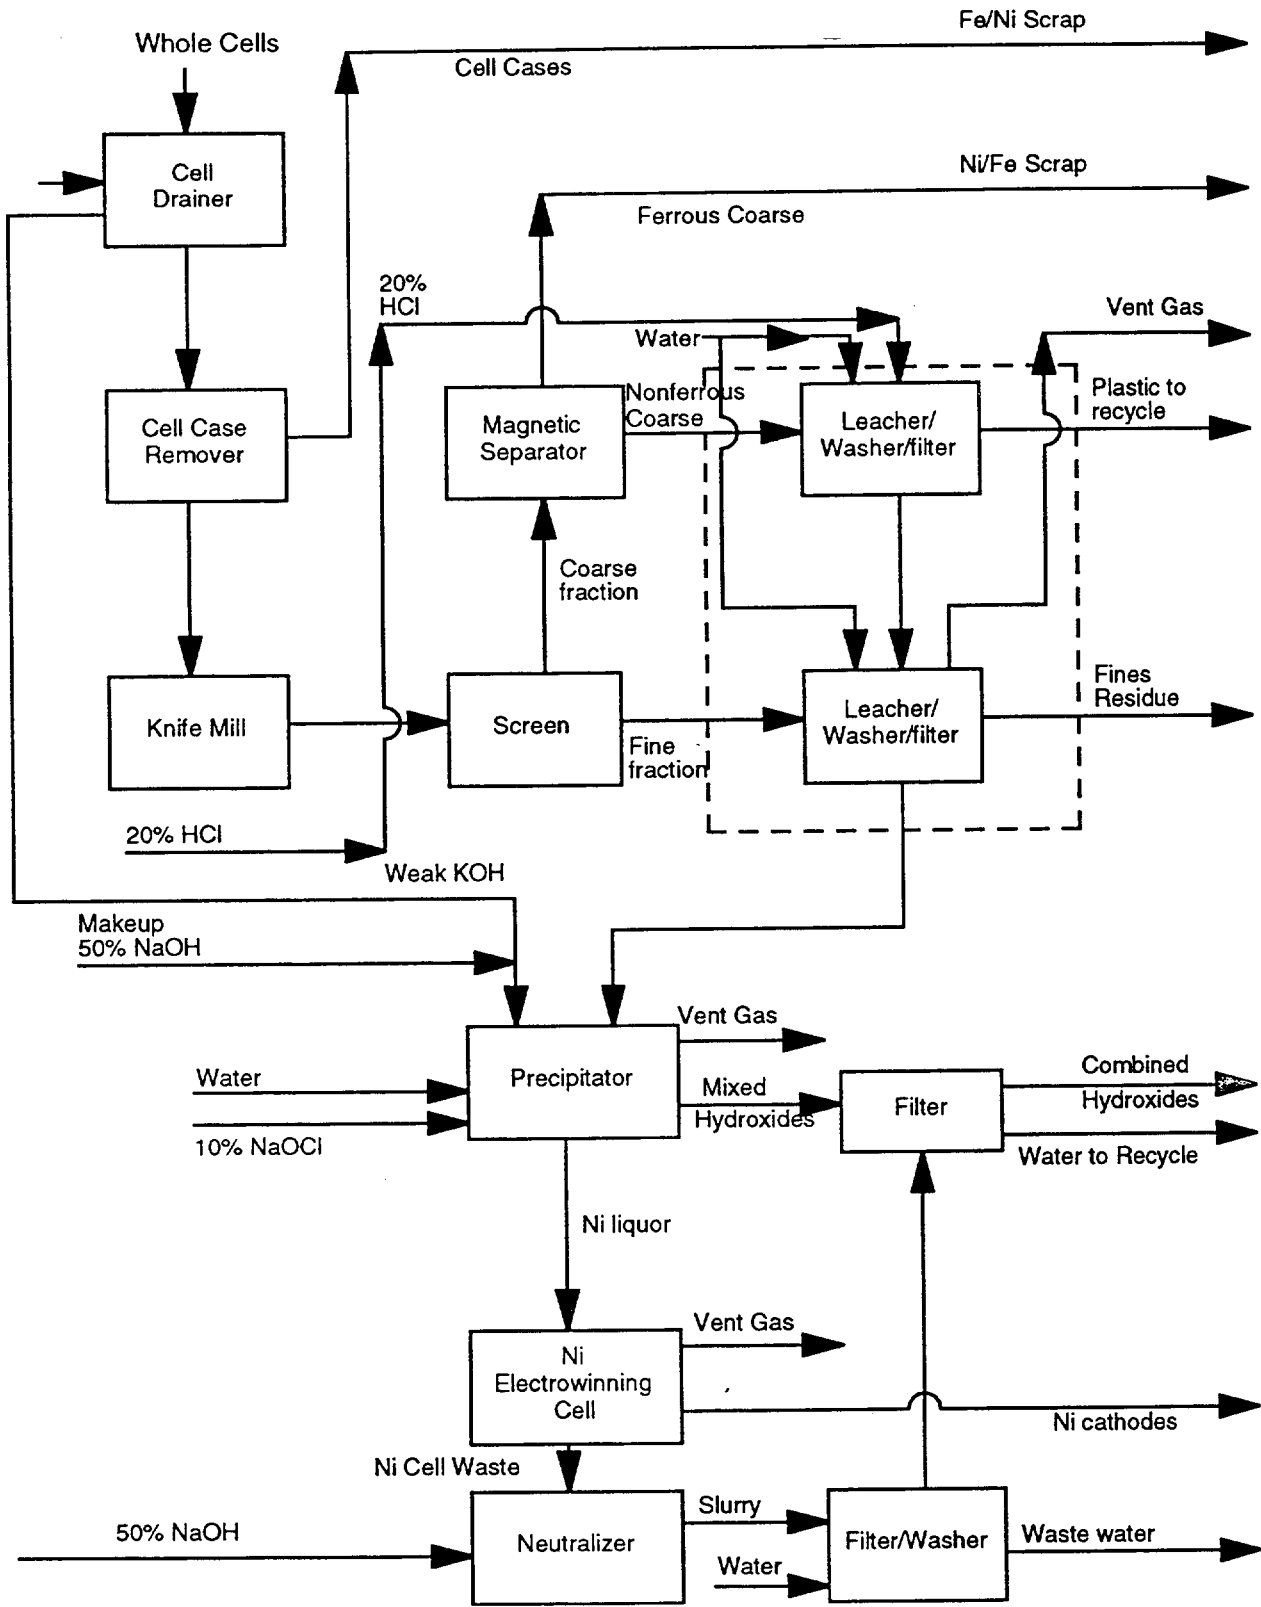 Fe/Ni Scrap
Whole Cells
Cell Cases
Cell
Drainer
Ni/Fe Scrap
Ferrous Coarse
20%
HCl
Vent Gas
Water
Nonferrous
Coarse
Plastic to
recycle
Cell Case
Remover
Magnetic
Separator
Leacher/
Washer/filter
Coarse
fraction
Fines
Residue
Knife Mill
Screen
Leacher/
Washer/filter
Fine
fraction
20% HCl
Weak KOH
Makeup
50% NaOH
Vent Gas
Water
Precipitator
Mixed
Hydroxides
Filter
Combined
Hydroxides
10% NaOCl
Water to Recycle
Ni liquor
Vent Gas
Ni
Electrowinning
Cell
Ni cathodes
Ni Cell Waste
Slurry
50% NaOH
Neutralizer
Filter/Washer
Waste water
Water